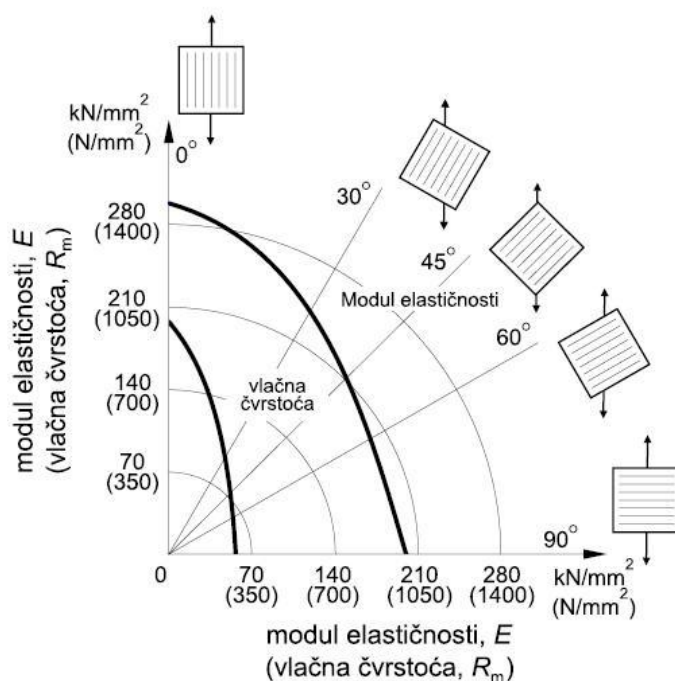 kN/mm²
(N/mm²)
0°
30°
45°
60°
90°
280
(1400)
210
(1050)
140
(700)
70
(350)
modul elastičnosti, E
(vlačna čvrstoća, Rm)
Modul elastičnosti
vlačna
čvrstoća
0
70
(350)
140
(700)
210
(1050)
280
(1400)
kN/mm²
(N/mm²)
modul elastičnosti, E
(vlačna čvrstoća, Rm)